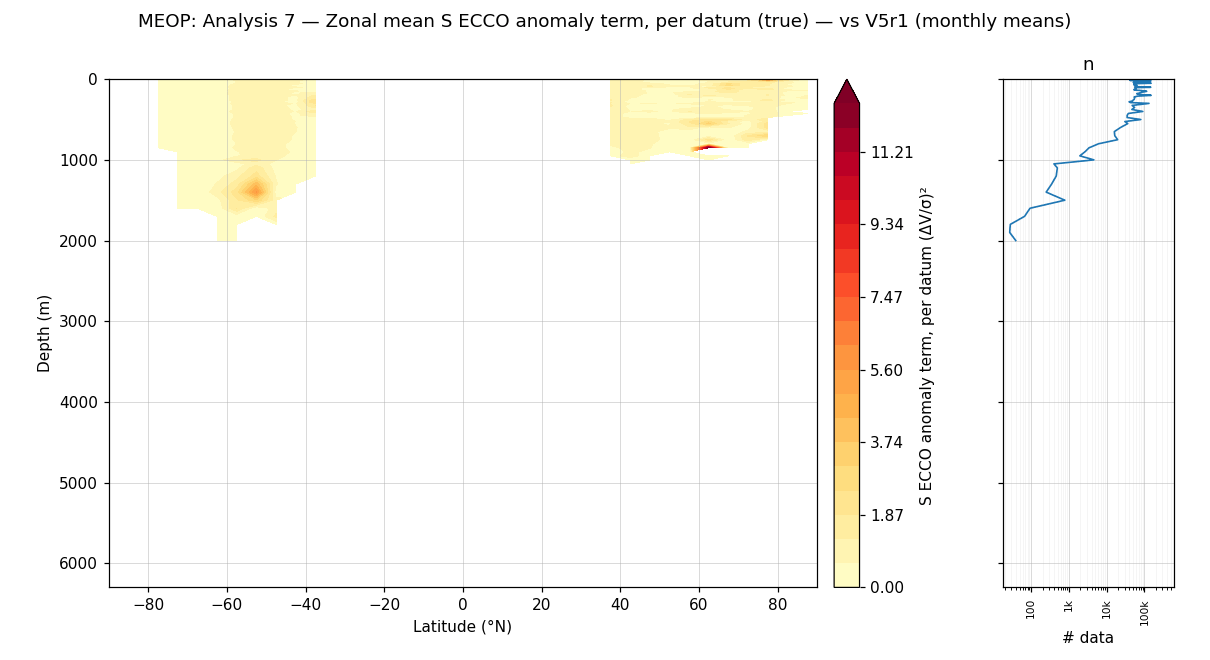 MEOP: Analysis 7 — Zonal mean S ECCO anomaly term, per datum (true) — vs V5r1 (monthly means)
n
0
1000
2000
3000
4000
5000
6000
Depth (m)
−80
−60
−40
−20
0
20
40
60
80
Latitude (°N)
11.21
9.34
7.47
5.60
3.74
1.87
0.00
S ECCO anomaly term, per datum (ΔV/σ)²
100
1k
10k
100k
# data